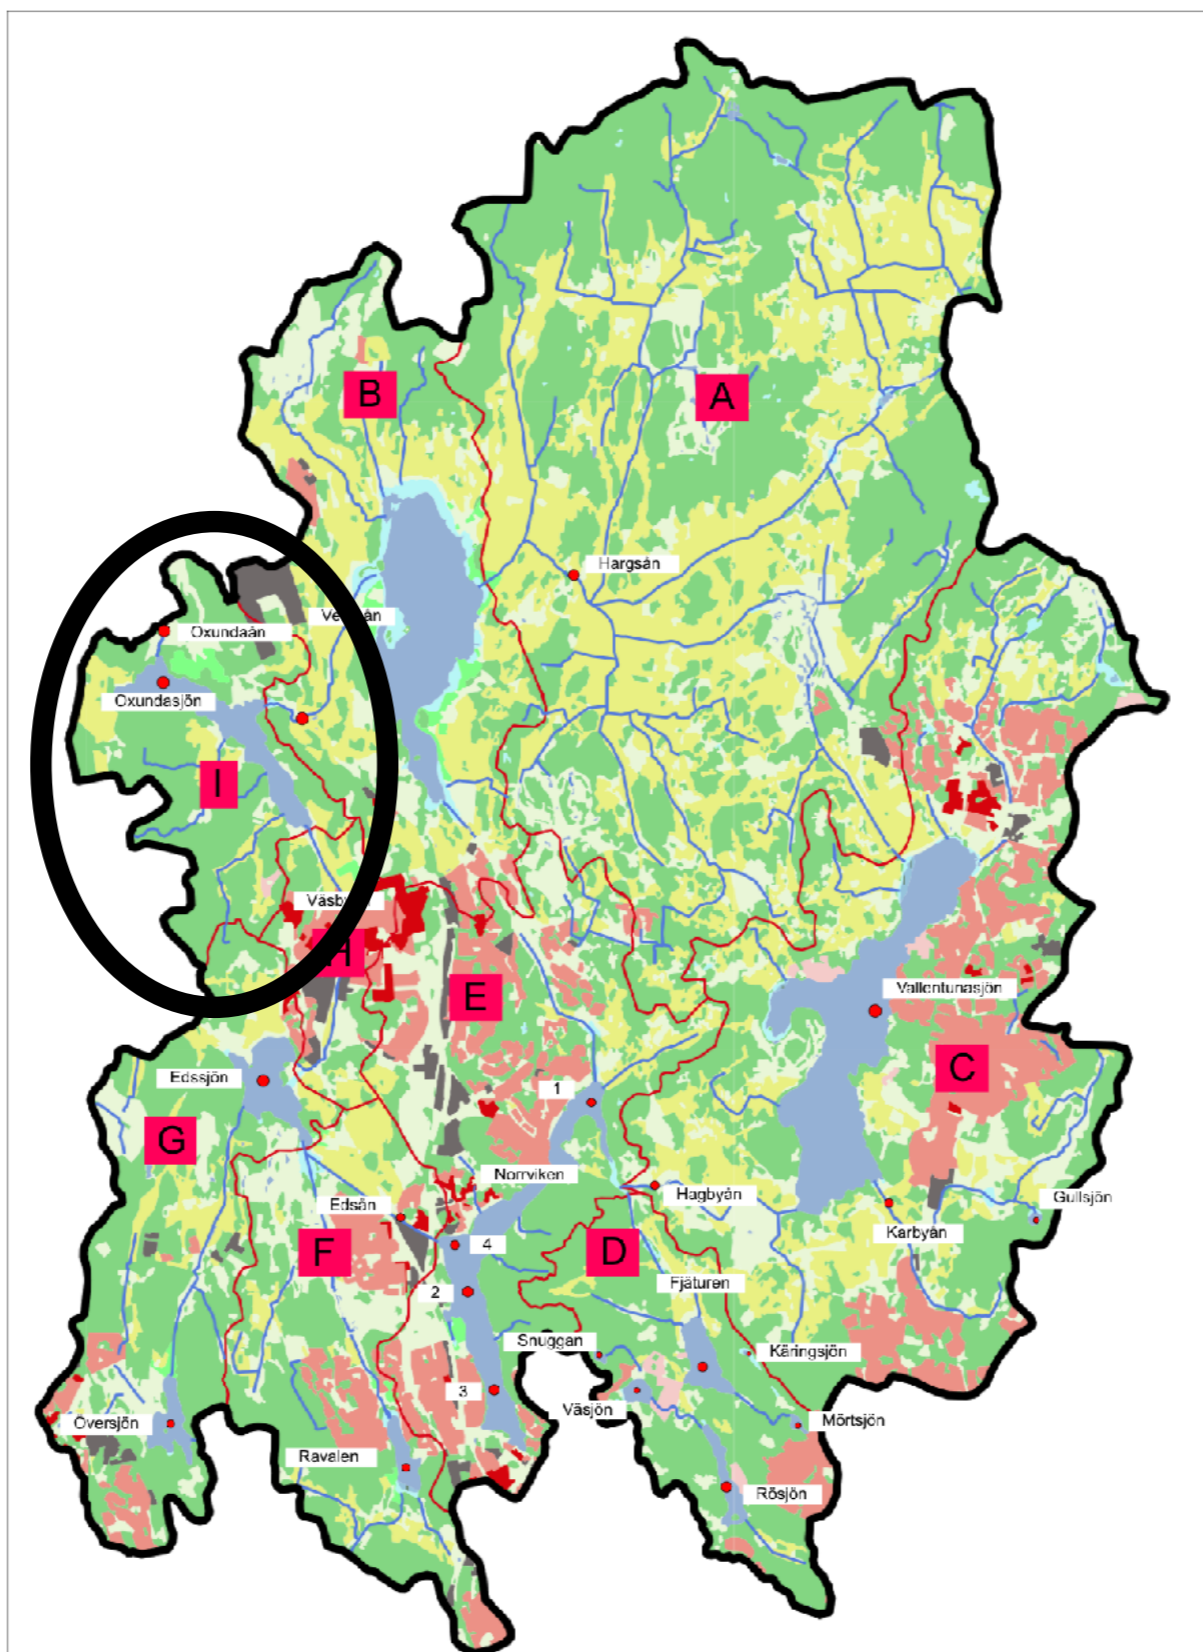 B
A
Hargsån
Oxundaån
Oxundasjön
I
Vallentunasjön
E
C
Edssjön
1
G
Norrviken
Hagbyån
Gullsjön
Edsån
Karbyån
F
4
D
2
Fjäturen
Snuggan
Käringsjön
3
Väsjön
Översjön
Mörtsjön
Ravalen
Rösjön